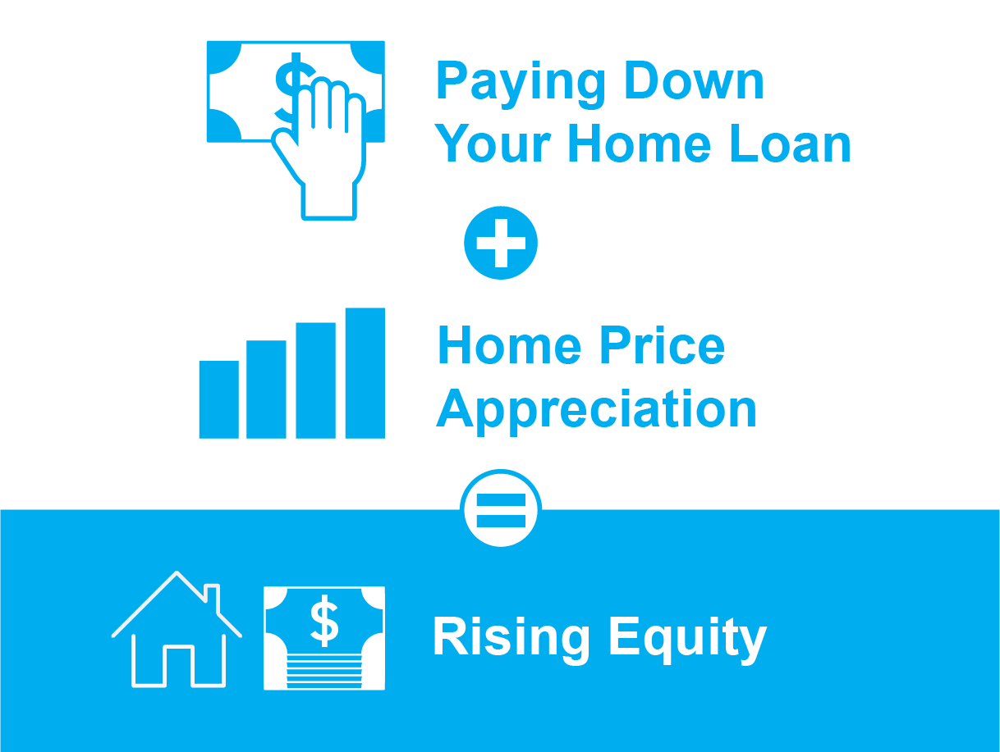 $
Paying Down
Your Home Loan
+
Home Price
Appreciation
=
$
Rising Equity